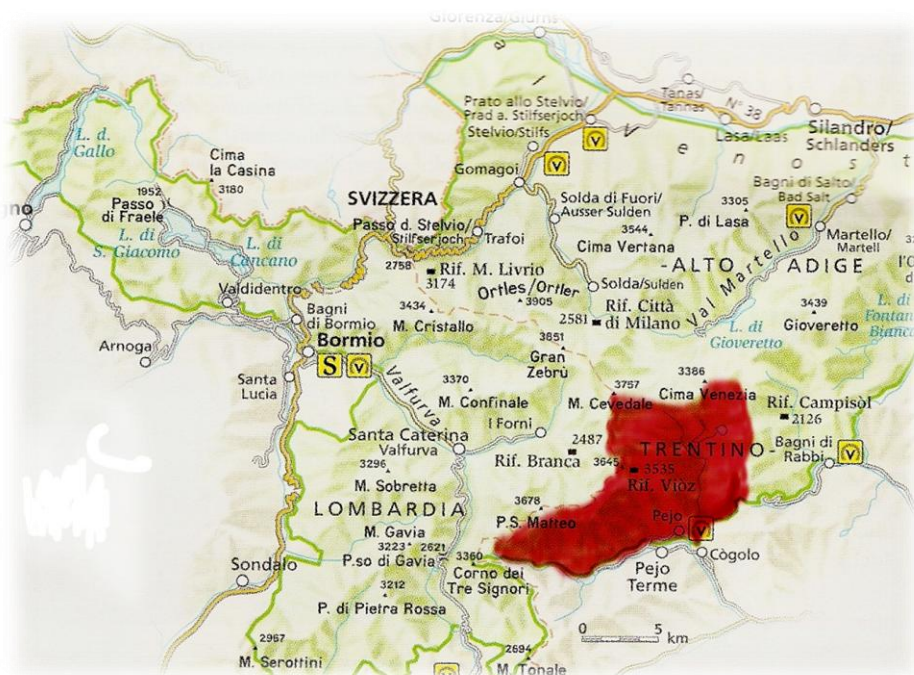 Glorenza/Glurns
Tanas/
Tannas
N° 38
Prato allo Stelvio/
Prad a. Stilfserjoch
Stelvio/Stilfs
Lasa/Laas
Silandro/
Schlanders
L. d.
Gallo
Cima
la Casina
3180
Gomagoi
V
V
Bagni di Salto/
Bad Salt
V
1952
Passo
di Fraele
SVIZZERA
Solda di Fuori/
Ausser Sulden
3305
P. di Lasa
L. di
S. Giacomo
L. di
Cancano
Passo d. Stelvio/
Stilfserjoch
Trafoi
3544
Cima Vertana
Martello/
Martell
2758
Rif. M. Livrio
3174
-ALTO ADIGE
Val Martello
Valdidentro
Ortles/Ortler
3905
Solda/Sulden
Bagni
di Bormio
3434
M. Cristallo
Rif. Città
di Milano
2581
3439
Gioveretto
L. di
Gioveretto
Arnoga
Bormio
S
V
3851
Gran
Zebrù
Valfurva
Santa
Lucia
3370
M. Confinale
3757
M. Cevedale
3386
Cima Venezia
Rif. Campisòl
2126
I Forni
Santa Caterina
Valfurva
2487
Rif. Branca
TRENTINO-
Bagni di
Rabbi
V
3296
M. Sobretta
3645
3535
Rif. Viòz
LOMBARDIA
3678
P.S. Matteo
Pejo
V
M. Gavia
3223
2621
P.so di Gavia
3360
Corno dei
Tre Signori
Pejo
Terme
Cògolo
Sondalo
3212
P. di Pietra Rossa
0 5 km
2967
M. Serottini
2694
M. Tonale